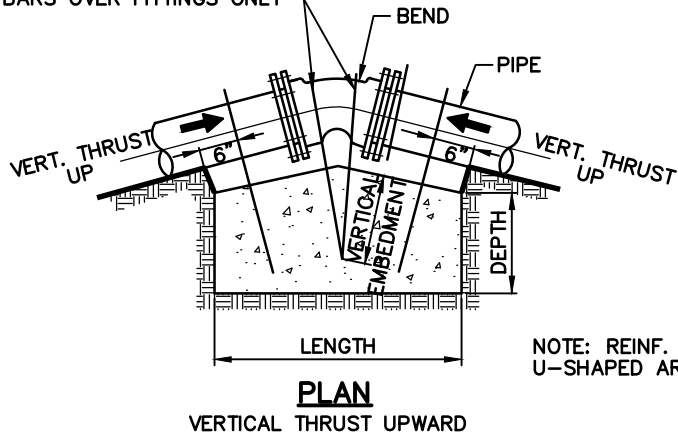 BARS OVER FITTINGS ONLY
BEND
PIPE
VERT. THRUST
UP
6"
6"
VERT. THRUST
UP
VERTICAL
EMBEDMENT
DEPTH
LENGTH
NOTE: REINF.
U-SHAPED
PLAN
VERTICAL THRUST UPWARD